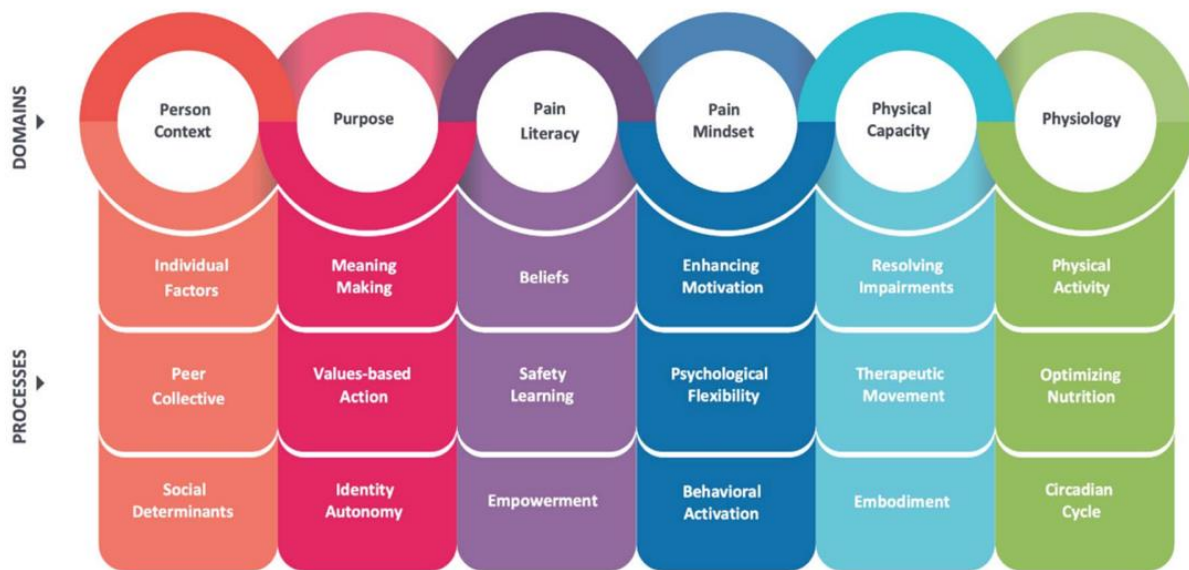 DOMAINS
Person
Context
Purpose
Pain
Literacy
Pain
Mindset
Physical
Capacity
Physiology
PROCESSES
Individual
Factors
Meaning
Making
Beliefs
Enhancing
Motivation
Resolving
Impairments
Physical
Activity
Peer
Collective
Values-based
Action
Safety
Learning
Psychological
Flexibility
Therapeutic
Movement
Optimizing
Nutrition
Social
Determinants
Identity
Autonomy
Empowerment
Behavioral
Activation
Embodiment
Circadian
Cycle